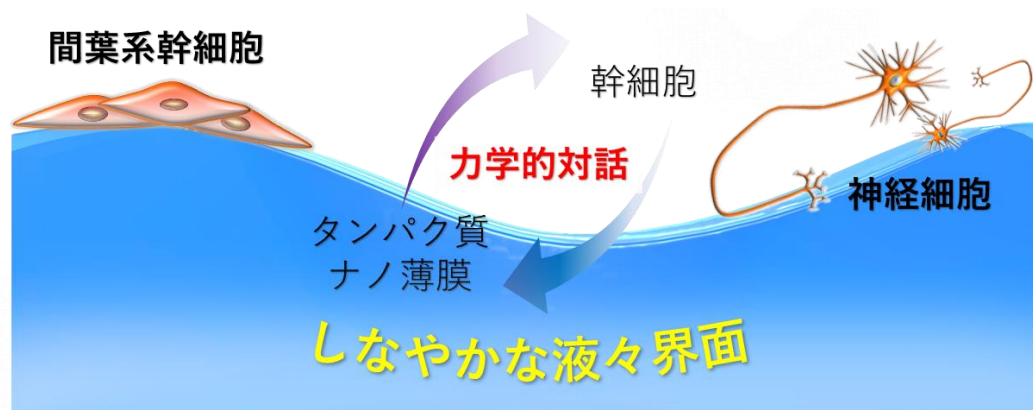 間葉系幹細胞
幹細胞
力学的対話
神経細胞
タンパク質
ナノ薄膜
しなやかな液々界面